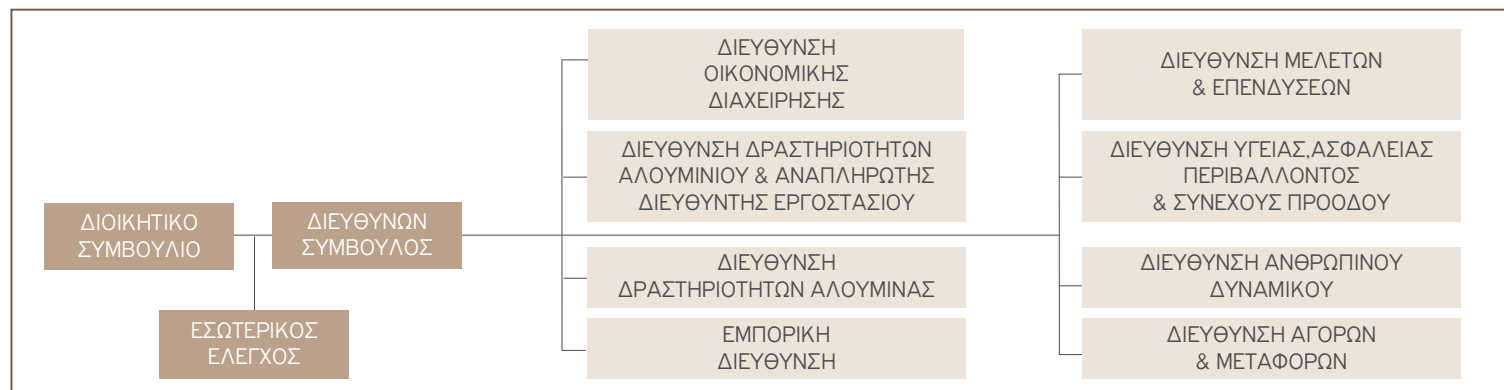 ΔΙΟΙΚΗΤΙΚΟ
ΣΥΜΒΟΥΛΙΟ
ΔΙΕΥΘΥΝΩΝ
ΣΥΜΒΟΥΛΟΣ
ΕΣΩΤΕΡΙΚΟΣ
ΕΛΕΓΧΟΣ
ΔΙΕΥΘΥΝΣΗ
ΟΙΚΟΝΟΜΙΚΗΣ
ΔΙΑΧΕΙΡΗΣΗΣ
ΔΙΕΥΘΥΝΣΗ ΔΡΑΣΤΗΡΙΟΤΗΤΩΝ
ΑΛΟΥΜΙΝΙΟΥ & ΑΝΑΠΛΗΡΩΤΗΣ
ΔΙΕΥΘΥΝΤΗΣ ΕΡΓΟΣΤΑΣΙΟΥ
ΔΙΕΥΘΥΝΣΗ
ΔΡΑΣΤΗΡΙΟΤΗΤΩΝ ΑΛΟΥΜΙΝΑΣ
ΕΜΠΟΡΙΚΗ
ΔΙΕΥΘΥΝΣΗ
ΔΙΕΥΘΥΝΣΗ ΜΕΛΕΤΩΝ
& ΕΠΕΝΔΥΣΕΩΝ
ΔΙΕΥΘΥΝΣΗ ΥΓΕΙΑΣ,ΑΣΦΑΛΕΙΑΣ
ΠΕΡΙΒΑΛΛΟΝΤΟΣ
& ΣΥΝΕΧΟΥΣ ΠΡΟΟΔΟΥ
ΔΙΕΥΘΥΝΣΗ ΑΝΘΡΩΠΙΝΟΥ
ΔΥΝΑΜΙΚΟΥ
ΔΙΕΥΘΥΝΣΗ ΑΓΟΡΩΝ
& ΜΕΤΑΦΟΡΩΝ